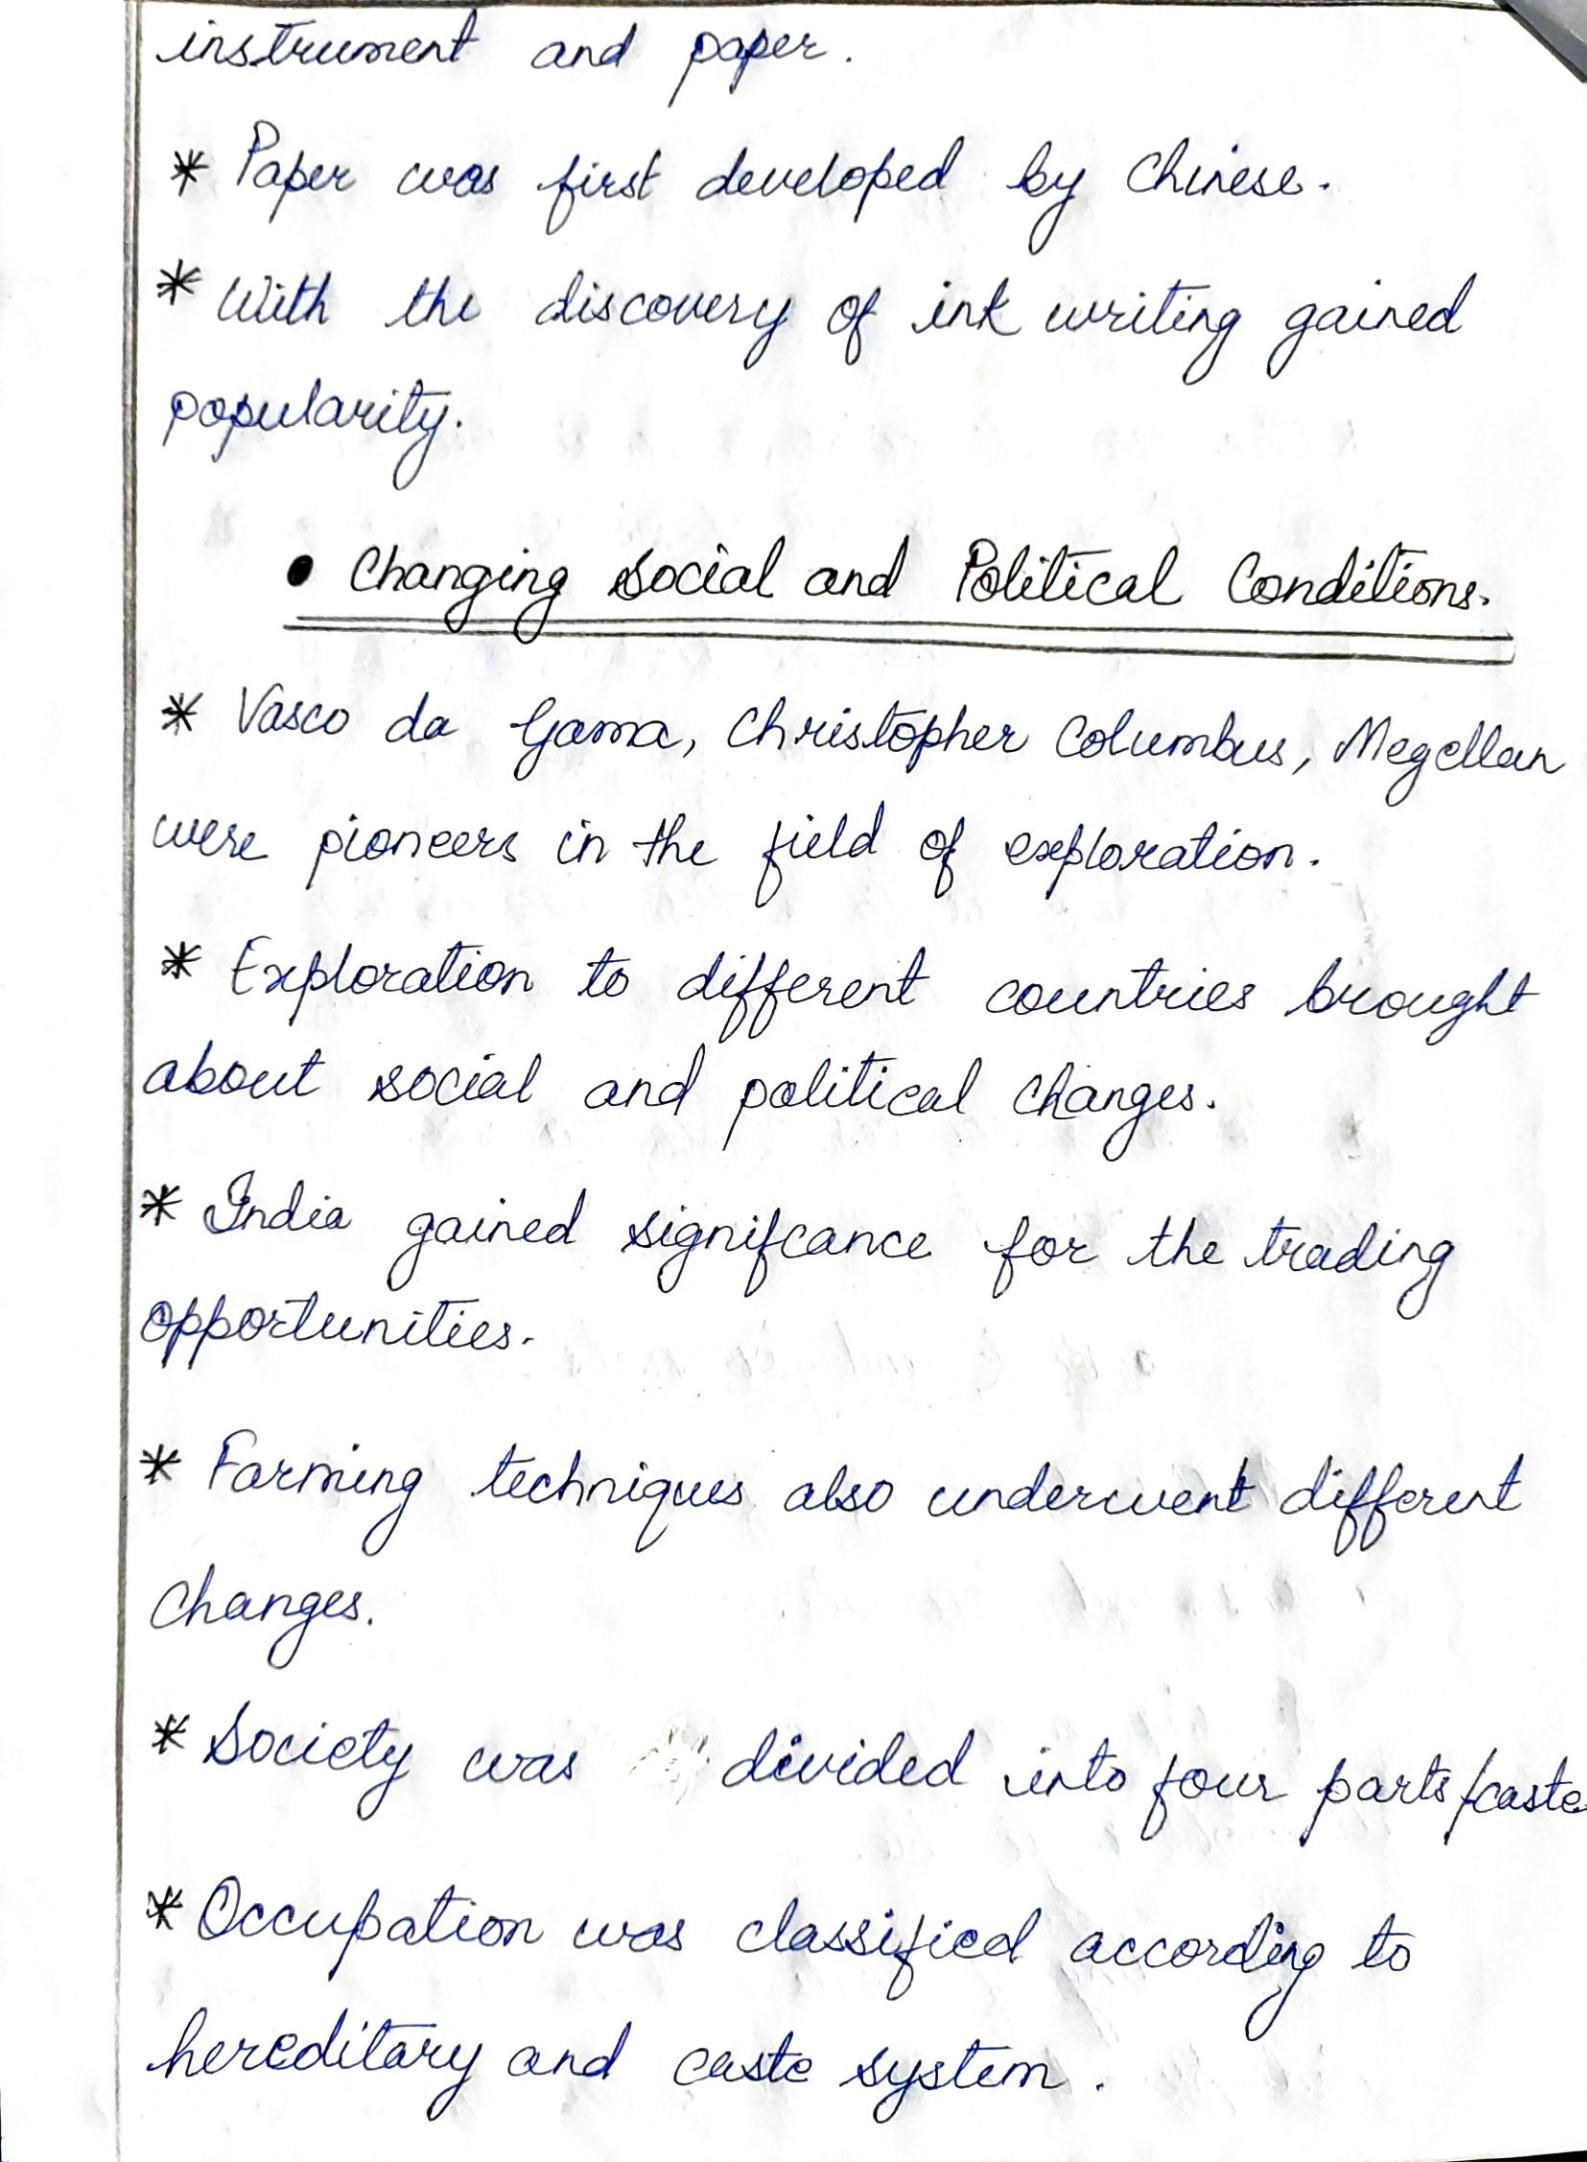 instrument and paper.
* Paper was first developed by Chinese.
* With the discovery of ink writing gained
popularity.
• Changing Social and Political Conditions.
* Vasco da Gama, Christopher Columbus, Megellan
were pioneers in the field of exploration.
* Exploration to different countries brought
about social and political changes.
* India gained signifcance for the trading
opportunities.
* Farming techniques also underwent different
changes.
* Society was divided into four parts/caste
* Occupation was classified according to
hereditary and caste system.